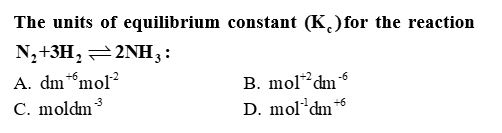 The units of equilibrium constant (K_c) for the reaction
N₂+3H₂ ⇌ 2NH₃ :
A. dm⁺⁶mol⁻² B. mol⁺²dm⁻⁶
C. moldm⁻³ D. mol⁻¹dm⁺⁶